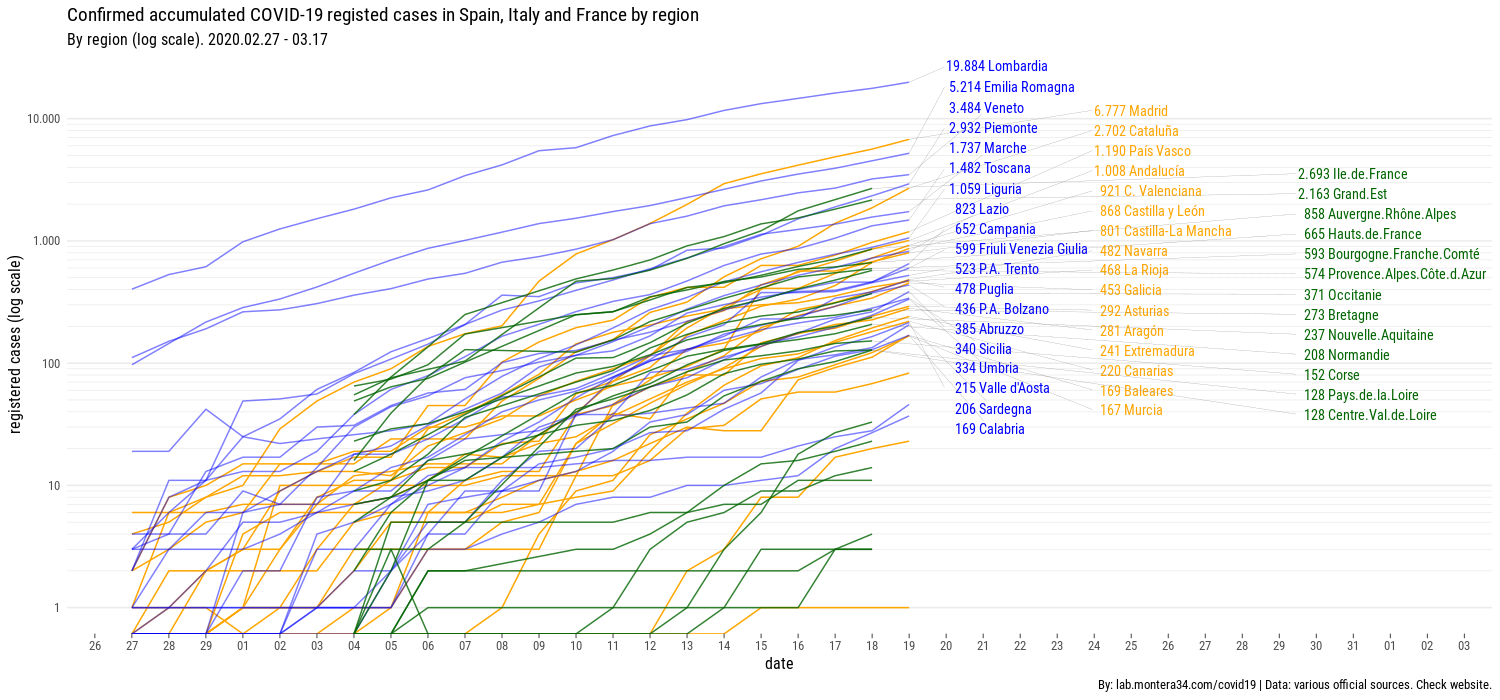 Confirmed accumulated COVID-19 registed cases in Spain, Italy and France by region
By region (log scale). 2020.02.27 - 03.17
registered cases (log scale)
10.000
1.000
100
10
1
19.884 Lombardia
5.214 Emilia Romagna
3.484 Veneto
2.932 Piemonte
1.737 Marche
1.482 Toscana
1.059 Liguria
823 Lazio
652 Campania
599 Friuli Venezia Giulia
523 P.A. Trento
478 Puglia
436 P.A. Bolzano
385 Abruzzo
340 Sicilia
334 Umbria
215 Valle d'Aosta
206 Sardegna
169 Calabria
6.777 Madrid
2.702 Cataluña
1.190 País Vasco
1.008 Andalucía
921 C. Valenciana
868 Castilla y León
801 Castilla-La Mancha
482 Navarra
468 La Rioja
453 Galicia
292 Asturias
281 Aragón
241 Extremadura
220 Canarias
169 Baleares
167 Murcia
2.693 Ile.de.France
2.163 Grand.Est
858 Auvergne.Rhône.Alpes
665 Hauts.de.France
593 Bourgogne.Franche.Comté
574 Provence.Alpes.Côte.d.Azur
371 Occitanie
273 Bretagne
237 Nouvelle.Aquitaine
208 Normandie
152 Corse
128 Pays.de.la.Loire
128 Centre.Val.de.Loire
26 27 28 29 01 02 03 04 05 06 07 08 09 10 11 12 13 14 15 16 17 18 19 20 21 22 23 24 25 26 27 28 29 30 31 01 02 03
date
By: lab.montera34.com/covid19 | Data: various official sources. Check website.